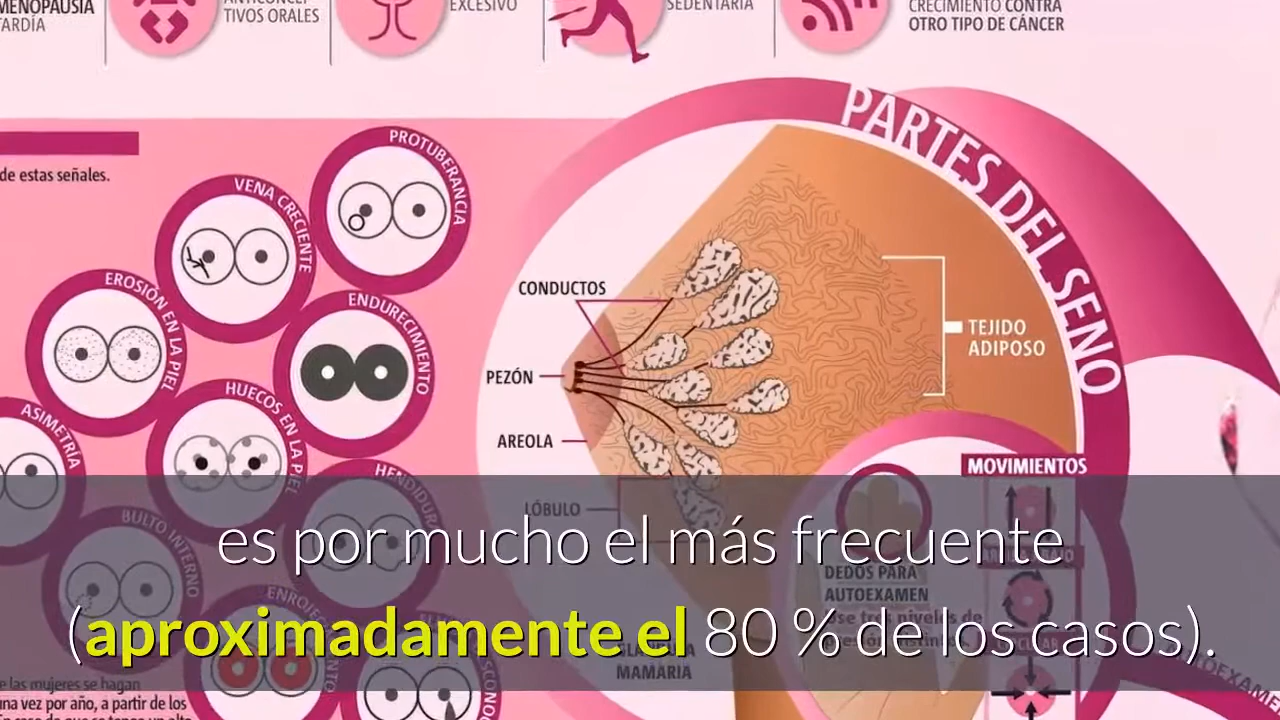 MENOPAUSIA
TARDÍA
TIVOS ORALES
EXCESIVO
SEDENTARIA
CRECIMIENTO CONTRA
OTRO TIPO DE CÁNCER
PARTES DEL SENO
de estas señales.
PROTUBERANCIA
VENA CRECIENTE
EROSIÓN EN LA PIEL
ENDURECIMIENTO
HUECOS EN LA PIEL
ASIMETRÍA
BULTO INTERNO
CONDUCTOS
PEZÓN
AREOLA
LÓBULO
TEJIDO
ADIPOSO
MAMARIA
MOVIMIENTOS
DEDOS PARA
AUTOEXAMEN
es por mucho el más frecuente
(aproximadamente el 80 % de los casos).
e las mujeres se hagan
una vez por año, a partir de los